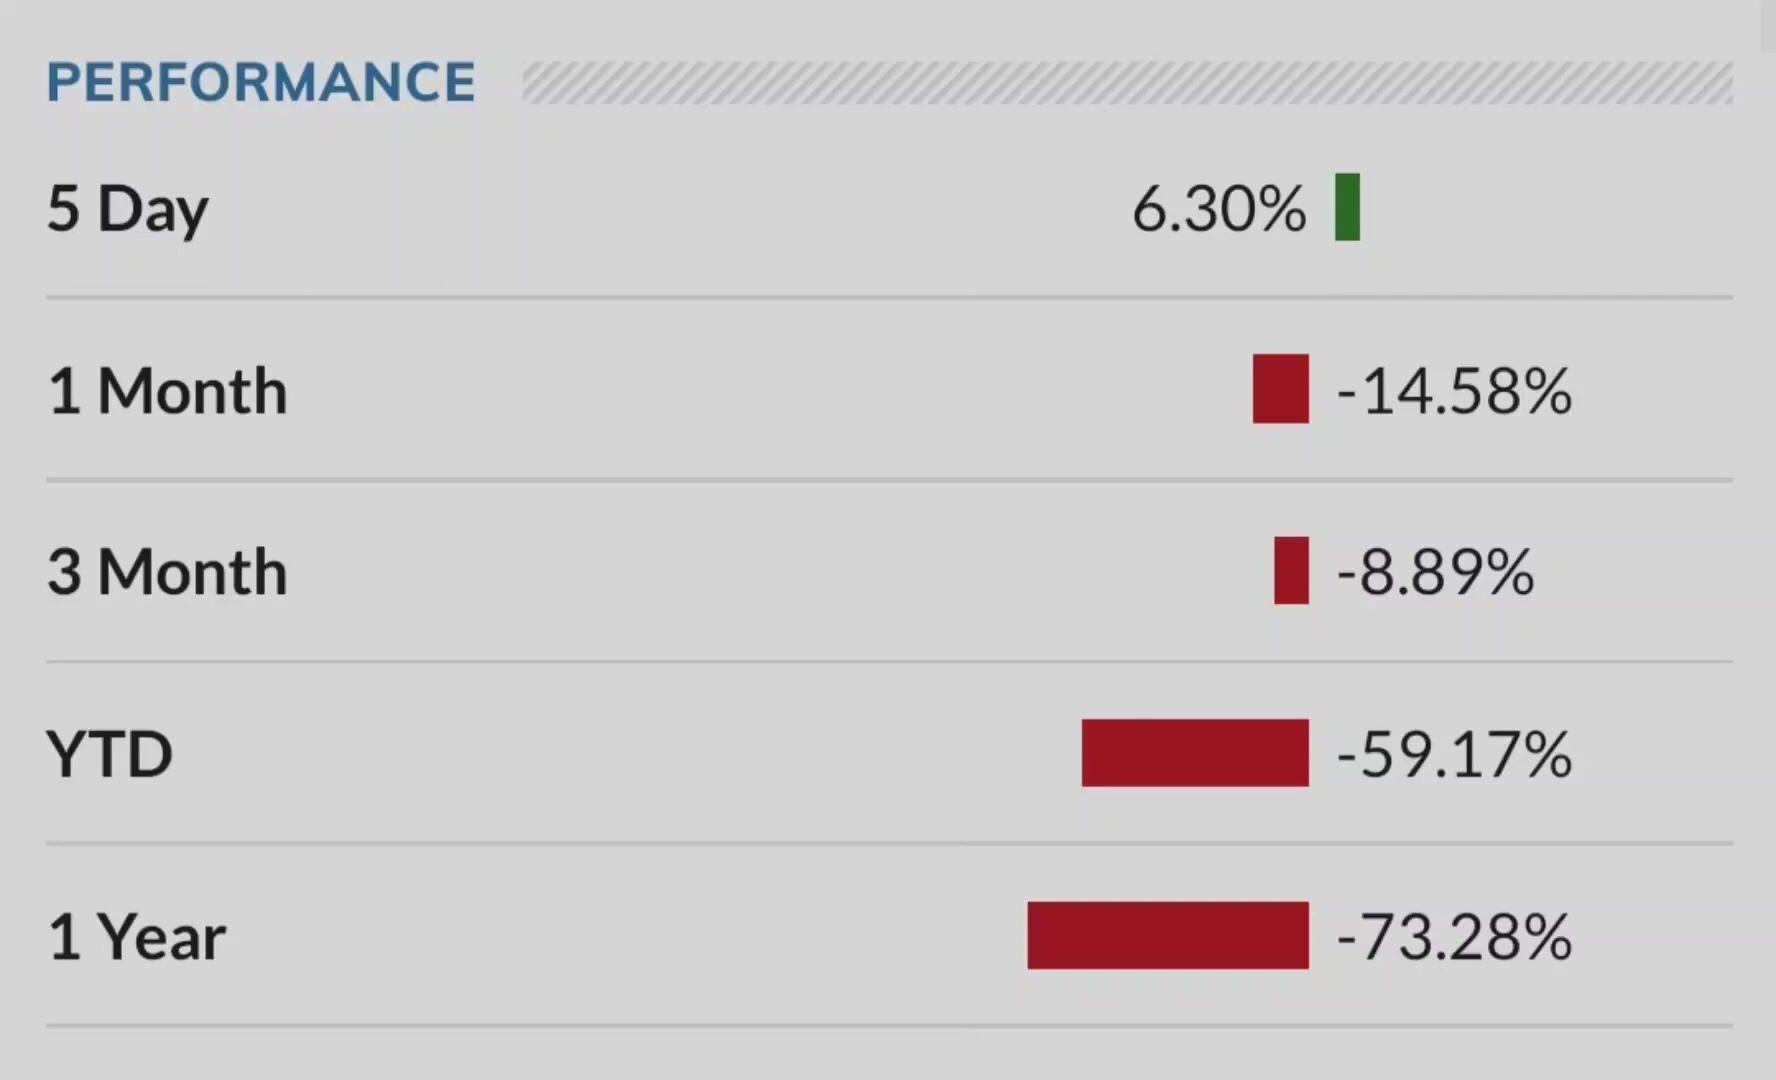 PERFORMANCE
5 Day 6.30%
1 Month -14.58%
3 Month -8.89%
YTD -59.17%
1 Year -73.28%